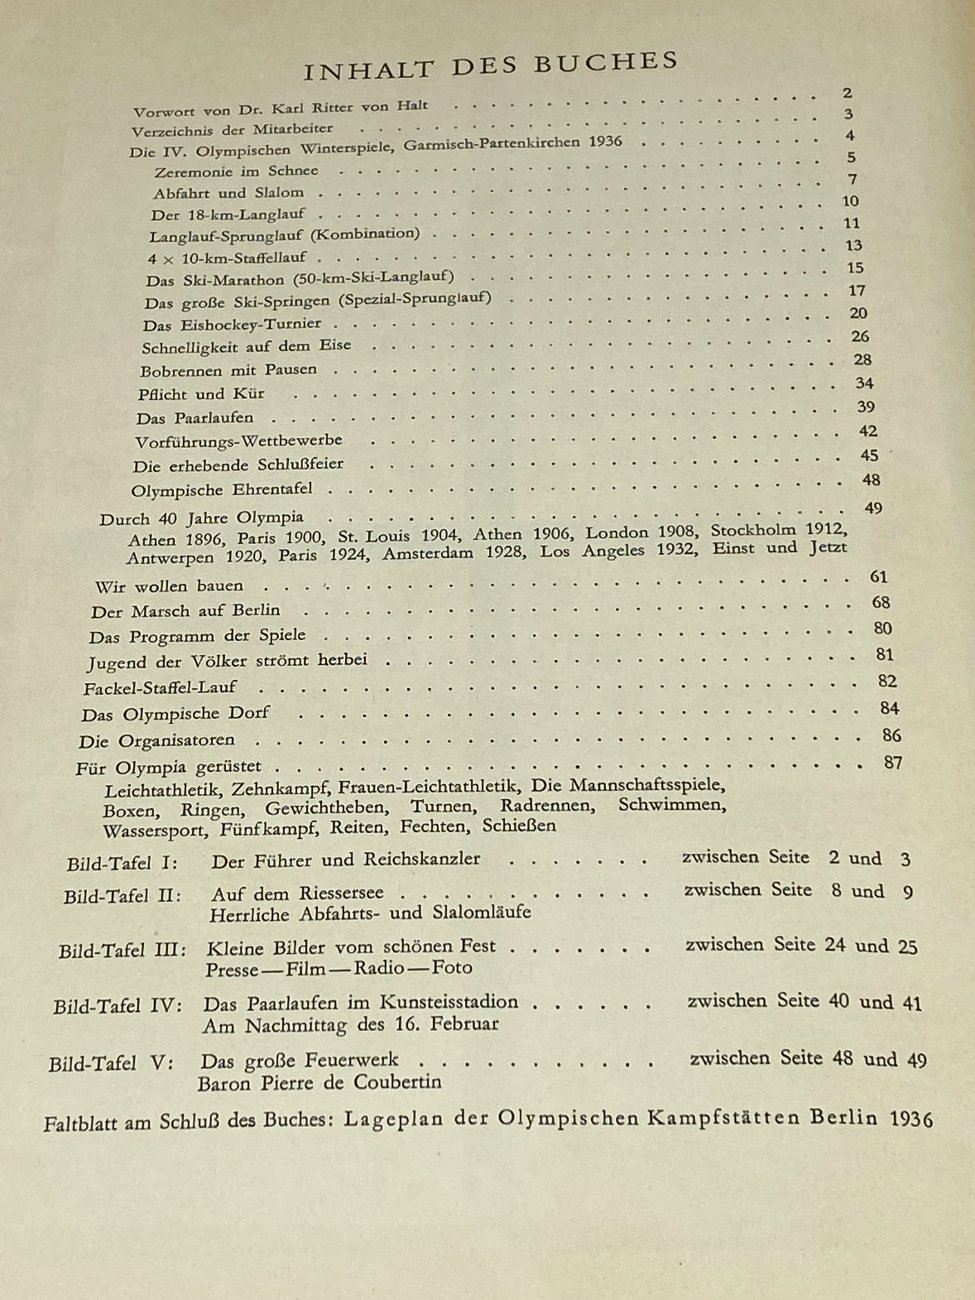 INHALT DES BUCHES
Vorwort von Dr. Karl Ritter von Halt . . . . . . . . . . . . . . . . . . . . 2
Verzeichnis der Mitarbeiter . . . . . . . . . . . . . . . . . . . . 3
Die IV. Olympischen Winterspiele, Garmisch-Partenkirchen 1936 . . . . . . . . . . 4
Zeremonie im Schnee . . . . . . . . . . . . . . . . . . . . 5
Abfahrt und Slalom . . . . . . . . . . . . . . . . . . . . 7
Der 18-km-Langlauf . . . . . . . . . . . . . . . . . . . . 10
Langlauf-Sprunglauf (Kombination) . . . . . . . . . . . . . . . . . . . . 11
4 × 10-km-Staffellauf . . . . . . . . . . . . . . . . . . . . 13
Das Ski-Marathon (50-km-Ski-Langlauf) . . . . . . . . . . . . . . . . . . . . 15
Das große Ski-Springen (Spezial-Sprunglauf) . . . . . . . . . . . . . . . . . 17
Das Eishockey-Turnier . . . . . . . . . . . . . . . . . . . . 20
Schnelligkeit auf dem Eise . . . . . . . . . . . . . . . . . . . . 26
Bobrennen mit Pausen . . . . . . . . . . . . . . . . . . . . 28
Pflicht und Kür . . . . . . . . . . . . . . . . . . . . 34
Das Paarlaufen . . . . . . . . . . . . . . . . . . . . 39
Vorführungs-Wettbewerbe . . . . . . . . . . . . . . . . . . . . 42
Die erhebende Schlußfeier . . . . . . . . . . . . . . . . . . . . 45
Olympische Ehrentafel . . . . . . . . . . . . . . . . . . . . 48
Durch 40 Jahre Olympia . . . . . . . . . . . . . . . . . . . . 49
Athen 1896, Paris 1900, St. Louis 1904, Athen 1906, London 1908, Stockholm 1912,
Antwerpen 1920, Paris 1924, Amsterdam 1928, Los Angeles 1932, Einst und Jetzt
Wir wollen bauen . . . . . . . . . . . . . . . . . . . . 61
Der Marsch auf Berlin . . . . . . . . . . . . . . . . . . . . 68
Das Programm der Spiele . . . . . . . . . . . . . . . . . . . . 80
Jugend der Völker strömt herbei . . . . . . . . . . . . . . . . . . . . 81
Fackel-Staffel-Lauf . . . . . . . . . . . . . . . . . . . . 82
Das Olympische Dorf . . . . . . . . . . . . . . . . . . . . 84
Die Organisatoren . . . . . . . . . . . . . . . . . . . . 86
Für Olympia gerüstet . . . . . . . . . . . . . . . . . . . . 87
Leichtathletik, Zehnkampf, Frauen-Leichtathletik, Die Mannschaftsspiele,
Boxen, Ringen, Gewichtheben, Turnen, Radrennen, Schwimmen,
Wassersport, Fünfkampf, Reiten, Fechten, Schießen
Bild-Tafel I: Der Führer und Reichskanzler . . . . . . . zwischen Seite 2 und 3
Bild-Tafel II: Auf dem Riessersee . . . . . . . . . . . . zwischen Seite 8 und 9
Herrliche Abfahrts- und Slalomläufe
Bild-Tafel III: Kleine Bilder vom schönen Fest . . . . . . . zwischen Seite 24 und 25
Presse—Film—Radio—Foto
Bild-Tafel IV: Das Paarlaufen im Kunsteisstadion . . . . . . zwischen Seite 40 und 41
Am Nachmittag des 16. Februar
Bild-Tafel V: Das große Feuerwerk . . . . . . . . . . . zwischen Seite 48 und 49
Baron Pierre de Coubertin
Faltblatt am Schluß des Buches: Lageplan der Olympischen Kampfstätten Berlin 1936